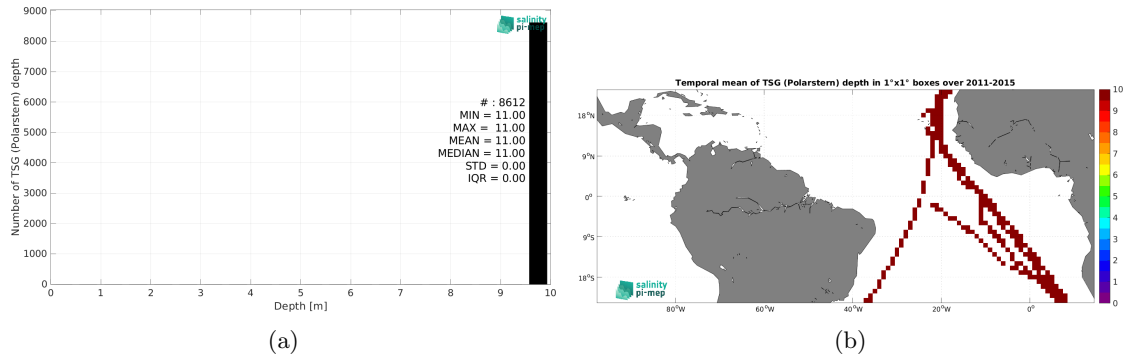 9000
8000
7000
6000
5000
4000
3000
2000
1000
0
Number of TSG (Polarstern) depth
salinity
pi-mep
# : 8612
MIN = 11.00
MAX = 11.00
MEAN = 11.00
MEDIAN = 11.00
STD = 0.00
IQR = 0.00
0 1 2 3 4 5 6 7 8 9 10
Depth [m]
(a)
Temporal mean of TSG (Polarstern) depth in 1°x1° boxes over 2011-2015
18°N
9°N
0°
9°S
18°S
80°W 60°W 40°W 20°W 0°
salinity
pi-mep
10
9
8
7
6
5
4
3
2
1
0
(b)